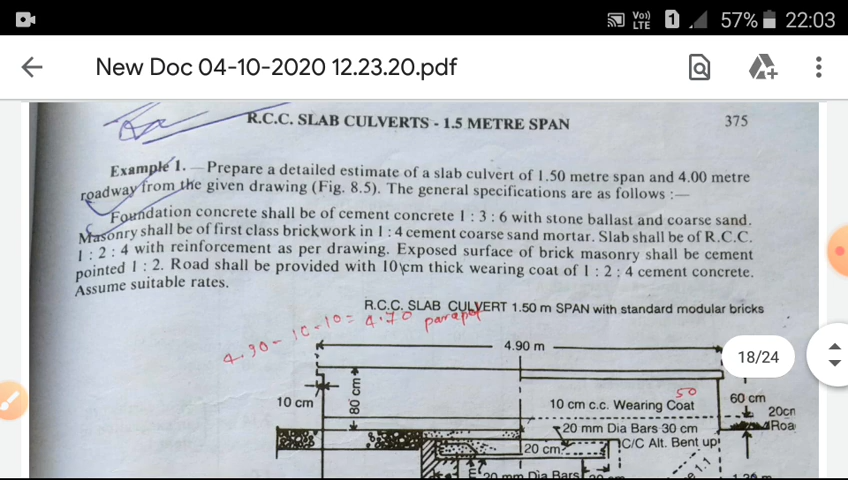 Vo) LTE 1 57% 22:03
New Doc 04-10-2020 12.23.20.pdf
R.C.C. SLAB CULVERTS - 1.5 METRE SPAN 375
Example 1. — Prepare a detailed estimate of a slab culvert of 1.50 metre span and 4.00 metre
roadway from the given drawing (Fig. 8.5). The general specifications are as follows :—
Foundation concrete shall be of cement concrete 1 : 3 : 6 with stone ballast and coarse sand.
Masonry shall be of first class brickwork in 1 : 4 cement coarse sand mortar. Slab shall be of R.C.C.
1 : 2 : 4 with reinforcement as per drawing. Exposed surface of brick masonry shall be cement
pointed 1 : 2. Road shall be provided with 10 cm thick wearing coat of 1 : 2 : 4 cement concrete.
Assume suitable rates.
R.C.C. SLAB CULVERT 1.50 m SPAN with standard modular bricks
4.90 - 10 - 10 = 4.70 parapet
4.90 m
18/24
10 cm
80 cm
50
10 cm c.c. Wearing Coat
60 cm
20cm
Roa
20 mm Dia Bars 30 cm
C/C Alt. Bent up
20 cm
1:1
20 mm Dia Bars